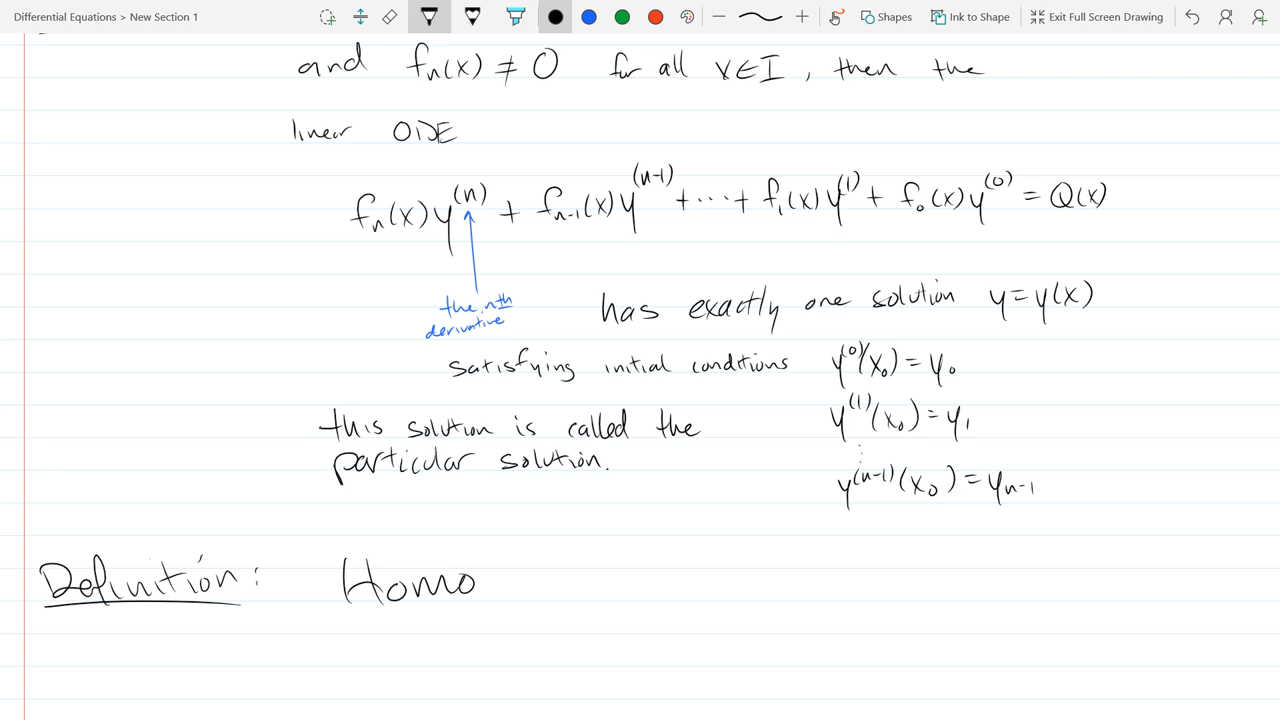 Differential Equations > New Section 1
Shapes
Ink to Shape
Exit Full Screen Drawing
and fₙ(x) ≠ 0 for all x∈I, then the
linear ODE
fₙ(x)y⁽ⁿ⁾ + fₙ₋₁(x)y⁽ⁿ⁻¹⁾ + ⋯ + f₁(x)y⁽¹⁾ + f₀(x)y⁽⁰⁾ = Q(x)
the nth
derivative
has exactly one solution y=y(x)
satisfying initial conditions y⁽⁰⁾(x₀) = y₀
y⁽¹⁾(x₀) = y₁
⋮
y⁽ⁿ⁻¹⁾(x₀) = yₙ₋₁
this solution is called the
particular solution.
Definition: Homo